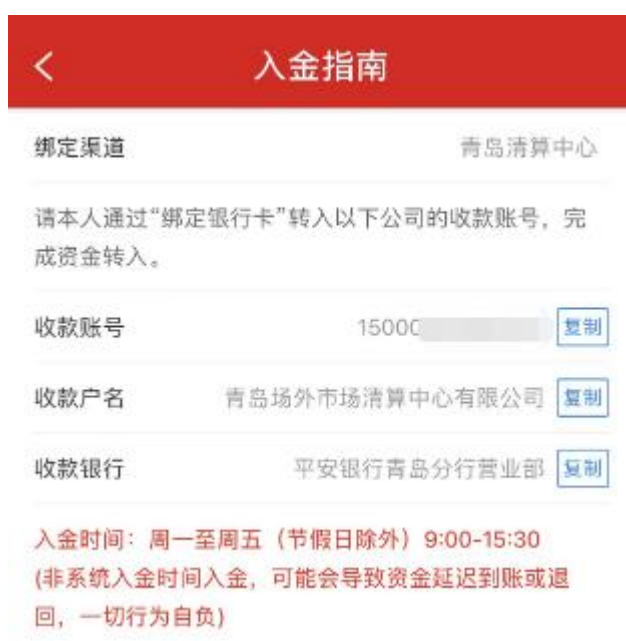 入金指南
绑定渠道 青岛清算中心
请本人通过“绑定银行卡”转入以下公司的收款账号，完
成资金转入。
收款账号 15000 复制
收款户名 青岛场外市场清算中心有限公司 复制
收款银行 平安银行青岛分行营业部 复制
入金时间：周一至周五（节假日除外）9:00-15:30
(非系统入金时间入金，可能会导致资金延迟到账或退
回，一切行为自负)